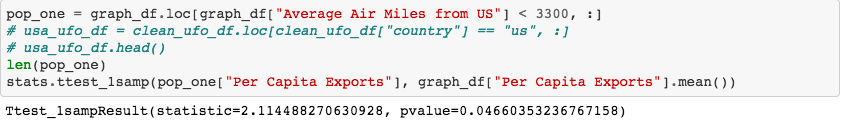 pop_one = graph_df.loc[graph_df["Average Air Miles from US"] < 3300, :]
# usa_ufo_df = clean_ufo_df.loc[clean_ufo_df["country"] == "us", :]
# usa_ufo_df.head()
len(pop_one)
stats.ttest_1samp(pop_one["Per Capita Exports"], graph_df["Per Capita Exports"].mean())
Ttest_1sampResult(statistic=2.114488270630928, pvalue=0.04660353236767158)